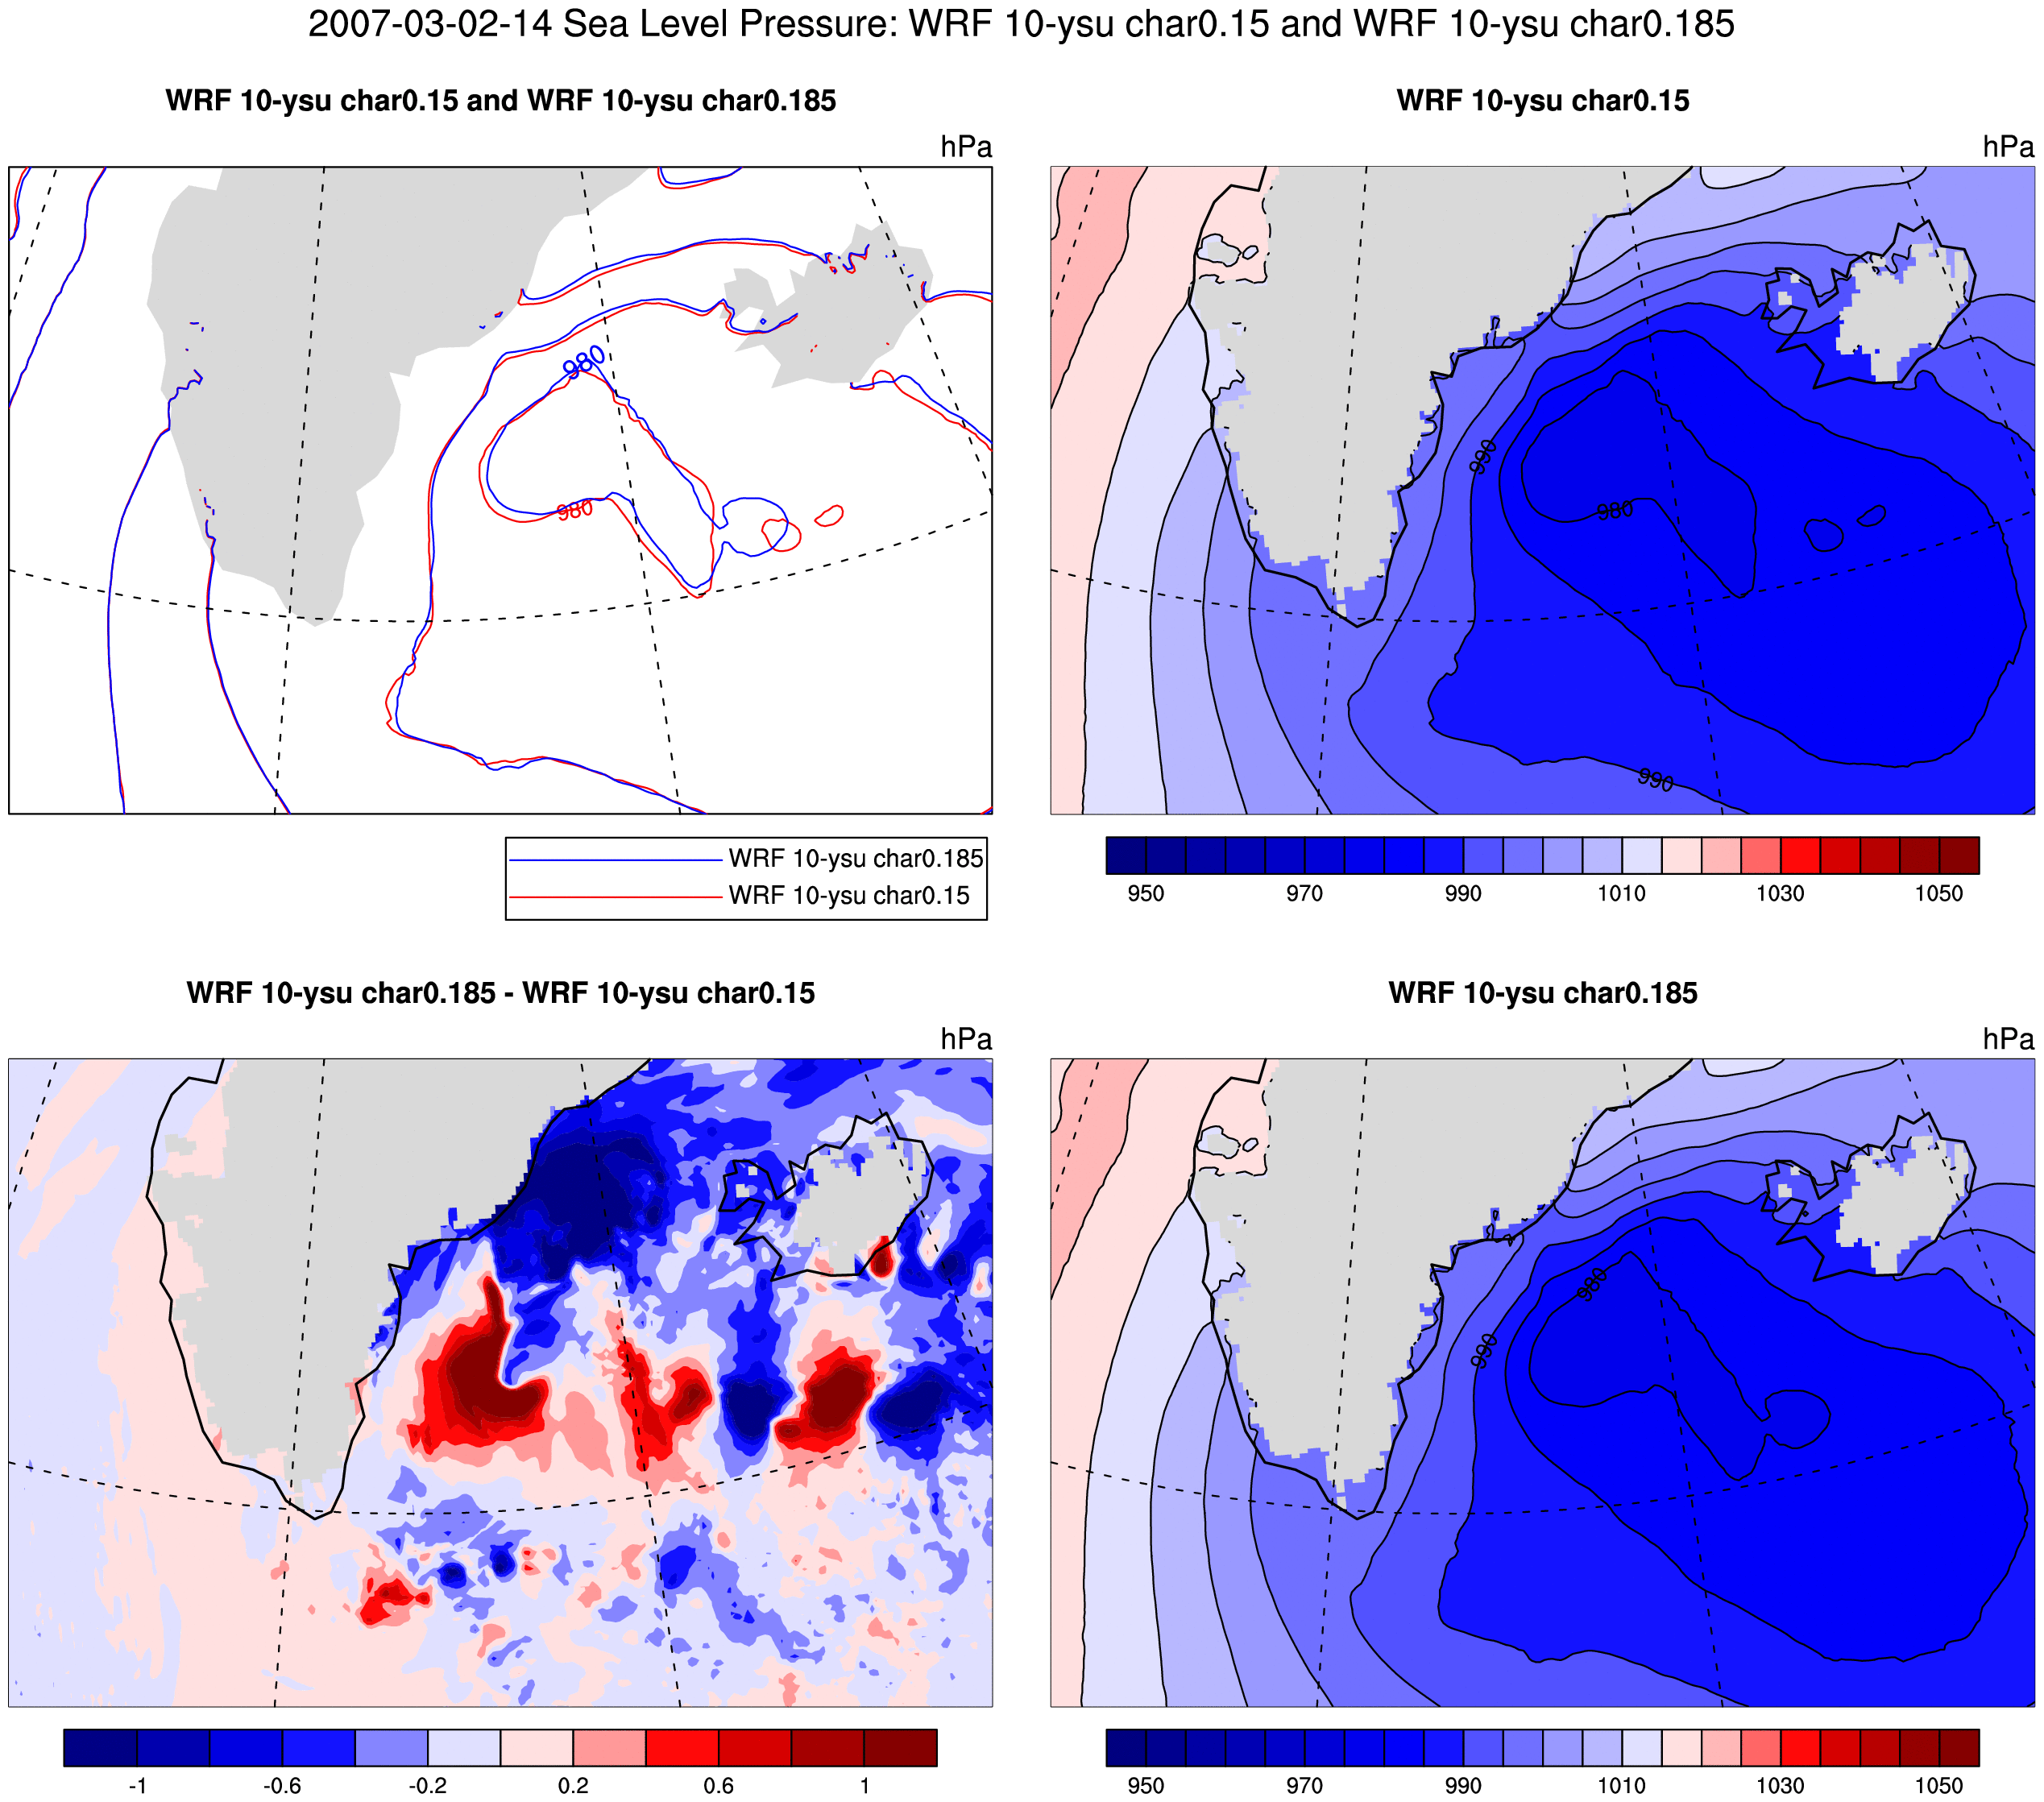 2007-03-02-14 Sea Level Pressure: WRF 10-ysu char0.15 and WRF 10-ysu char0.185
WRF 10-ysu char0.15 and WRF 10-ysu char0.185
hPa
980
980
WRF 10-ysu char0.185
WRF 10-ysu char0.15
WRF 10-ysu char0.15
hPa
990
980
990
950 970 990 1010 1030 1050
WRF 10-ysu char0.185 - WRF 10-ysu char0.15
hPa
-1 -0.6 -0.2 0.2 0.6 1
WRF 10-ysu char0.185
hPa
980
990
950 970 990 1010 1030 1050